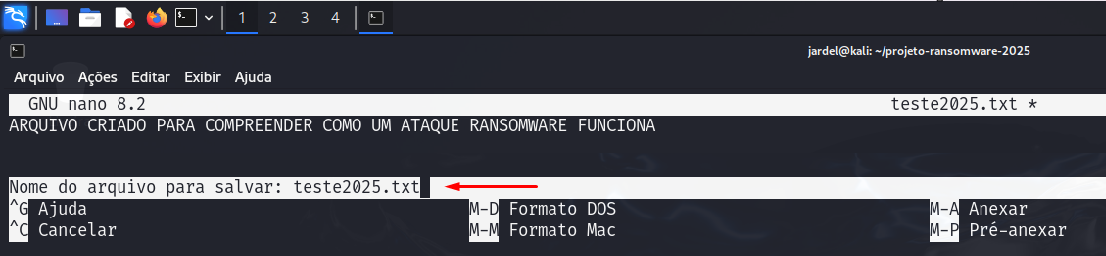 1 2 3 4
jardel@kali: ~/projeto-ransomware-2025
Arquivo Ações Editar Exibir Ajuda
GNU nano 8.2 teste2025.txt *
ARQUIVO CRIADO PARA COMPREENDER COMO UM ATAQUE RANSOMWARE FUNCIONA
Nome do arquivo para salvar: teste2025.txt
^G Ajuda M-D Formato DOS M-A Anexar
^C Cancelar M-M Formato Mac M-P Pré-anexar